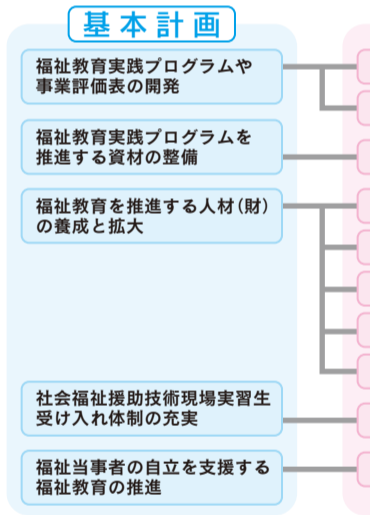 基本計画
福祉教育実践プログラムや
事業評価表の開発
福祉教育実践プログラムを
推進する資材の整備
福祉教育を推進する人材(財)
の養成と拡大
社会福祉援助技術現場実習生
受け入れ体制の充実
福祉当事者の自立を支援する
福祉教育の推進